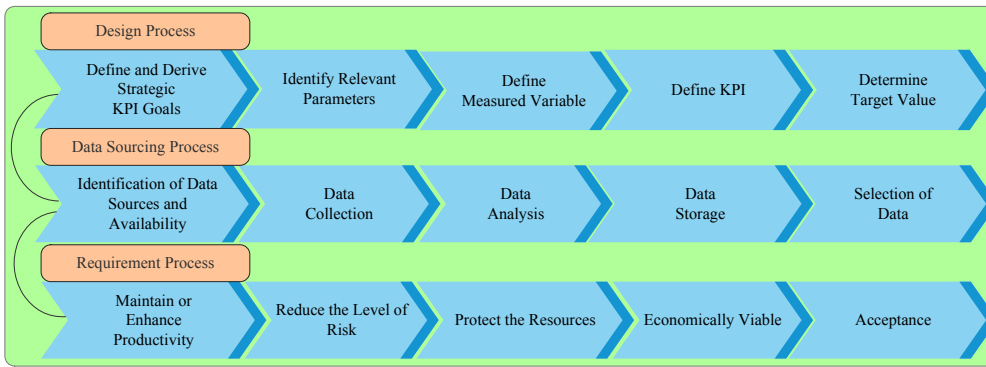 Design Process
Define and Derive
Strategic
KPI Goals
Identify Relevant
Parameters
Define
Measured Variable
Define KPI
Determine
Target Value
Data Sourcing Process
Identification of Data
Sources and
Availability
Data
Collection
Data
Analysis
Data
Storage
Selection of
Data
Requirement Process
Maintain or
Enhance
Productivity
Reduce the Level of
Risk
Protect the Resources
Economically Viable
Acceptance